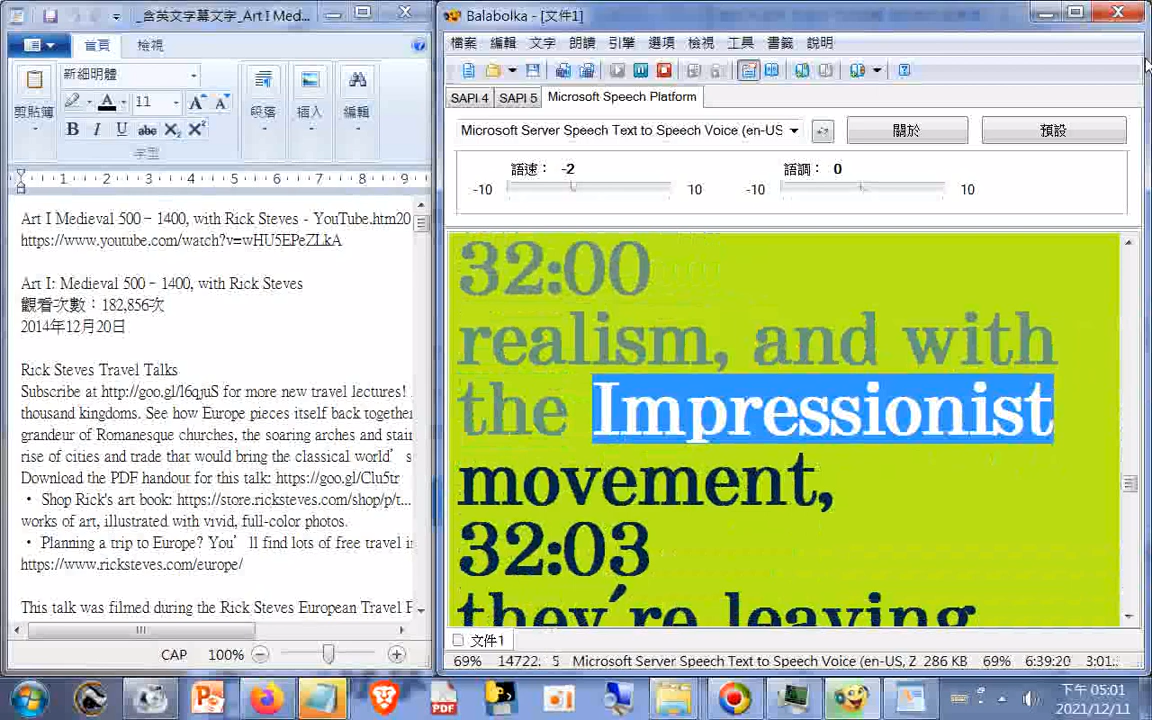 _含英文字幕文字_Art I Med...
首頁
檢視
剪貼簿
新細明體
11
B I U abc X₂ X²
字型
段落
插入
編輯
1 2 3 4 5 6 7 8 9
Art I Medieval 500–1400, with Rick Steves - YouTube.htm20
https://www.youtube.com/watch?v=wHU5EPeZLkA
Art I: Medieval 500–1400, with Rick Steves
觀看次數：182,856次
2014年12月20日
Rick Steves Travel Talks
Subscribe at http://goo.gl/l6qjuS for more new travel lectures!
thousand kingdoms. See how Europe pieces itself back together
grandeur of Romanesque churches, the soaring arches and stain
rise of cities and trade that would bring the classical world’s
Download the PDF handout for this talk: https://goo.gl/Clu5tr
• Shop Rick's art book: https://store.ricksteves.com/shop/p/t...
works of art, illustrated with vivid, full-color photos.
• Planning a trip to Europe? You’ll find lots of free travel i
https://www.ricksteves.com/europe/
This talk was filmed during the Rick Steves European Travel F
CAP 100%
Balabolka - [文件1]
檔案 編輯 文字 朗讀 引擎 選項 檢視 工具 書籤 說明
SAPI 4 SAPI 5 Microsoft Speech Platform
Microsoft Server Speech Text to Speech Voice (en-US
關於
預設
語速： -2
語調： 0
-10 10 -10 10
32:00
realism, and with
the Impressionist
movement,
32:03
they're leaving
文件1
69% 14722: 5 Microsoft Server Speech Text to Speech Voice (en-US, Z 286 KB 69% 6:39:20 3:01:
PDF
下午 05:01
2021/12/11